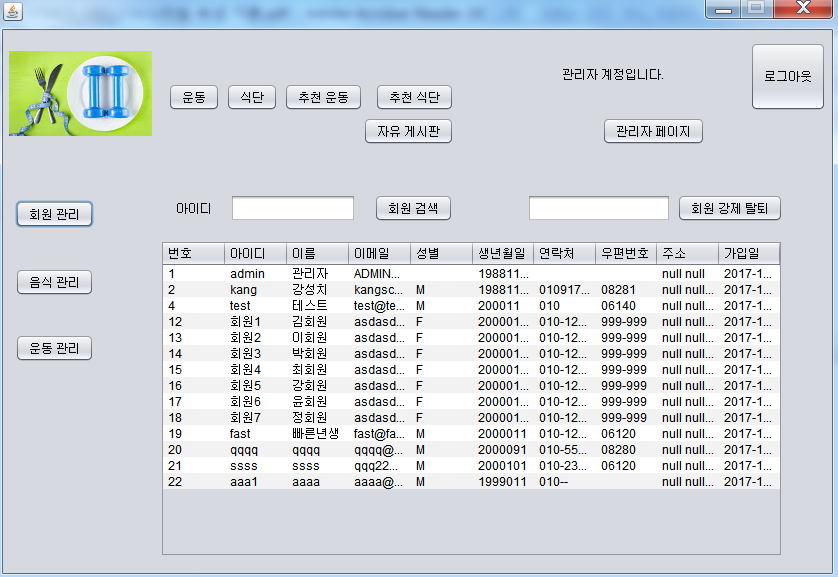 관리자 계정입니다.
로그아웃
운동 식단 추천 운동 추천 식단
자유 게시판 관리자 페이지
회원 관리
음식 관리
운동 관리
아이디 회원 검색 회원 강제 탈퇴
번호 아이디 이름 이메일 성별 생년월일 연락처 우편번호 주소 가입일
1 admin 관리자 ADMIN... 198811... null null 2017-1...
2 kang 강성치 kangsc... M 198811... 010917... 08281 null null... 2017-1...
4 test 테스트 test@te... M 200011 010 06140 null null... 2017-1...
12 회원1 김회원 asdasd... F 200001... 010-12... 999-999 null null... 2017-1...
13 회원2 이회원 asdasd... F 200001... 010-12... 999-999 null null... 2017-1...
14 회원3 박회원 asdasd... F 200001... 010-12... 999-999 null null... 2017-1...
15 회원4 최회원 asdasd... F 200001... 010-12... 999-999 null null... 2017-1...
16 회원5 강회원 asdasd... F 200001... 010-12... 999-999 null null... 2017-1...
17 회원6 윤회원 asdasd... F 200001... 010-12... 999-999 null null... 2017-1...
18 회원7 정회원 asdasd... F 200001... 010-12... 999-999 null null... 2017-1...
19 fast 빠른년생 fast@fa... M 2000011 010-12... 06120 null null... 2017-1...
20 qqqq qqqq qqqq@... M 2000091 010-55... 08280 null null... 2017-1...
21 ssss ssss qqq22... M 2000101 010-23... 06120 null null... 2017-1...
22 aaa1 aaaa aaaa@... M 1999011 010-- null null... 2017-1...